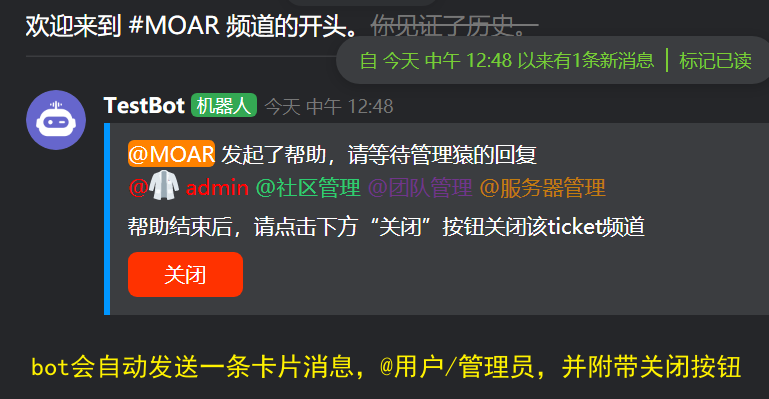 欢迎来到 #MOAR 频道的开头。你见证了历史。
自 今天 中午 12:48 以来有1条新消息 标记已读
TestBot 机器人 今天 中午 12:48
@MOAR 发起了帮助，请等待管理猿的回复
@🥼 admin @社区管理 @团队管理 @服务器管理
帮助结束后，请点击下方“关闭”按钮关闭该ticket频道
关闭
bot会自动发送一条卡片消息，@用户/管理员，并附带关闭按钮